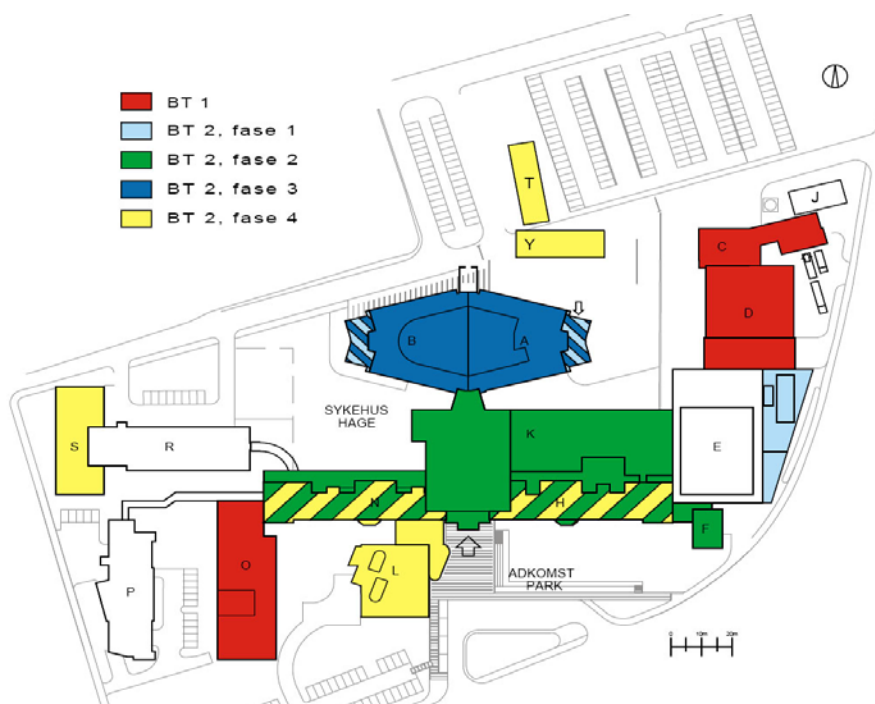 BT 1
BT 2, fase 1
BT 2, fase 2
BT 2, fase 3
BT 2, fase 4
T
Y
J
C
D
B
A
SYKEHUS
HAGE
K
E
S
R
N
H
F
O
L
P
ADKOMST
PARK
0 10m 20m